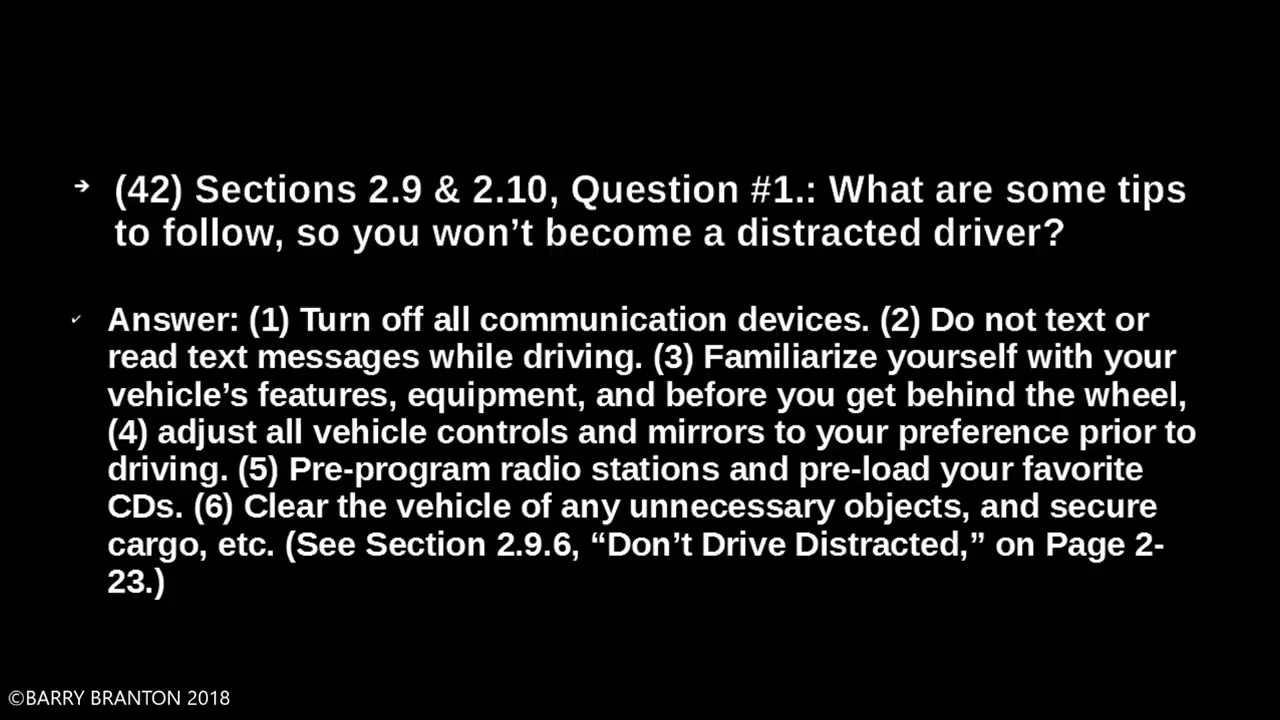 ➔ (42) Sections 2.9 & 2.10, Question #1.: What are some tips
to follow, so you won’t become a distracted driver?
✓ Answer: (1) Turn off all communication devices. (2) Do not text or
read text messages while driving. (3) Familiarize yourself with your
vehicle’s features, equipment, and before you get behind the wheel,
(4) adjust all vehicle controls and mirrors to your preference prior to
driving. (5) Pre-program radio stations and pre-load your favorite
CDs. (6) Clear the vehicle of any unnecessary objects, and secure
cargo, etc. (See Section 2.9.6, “Don’t Drive Distracted,” on Page 2-
23.)
©BARRY BRANTON 2018